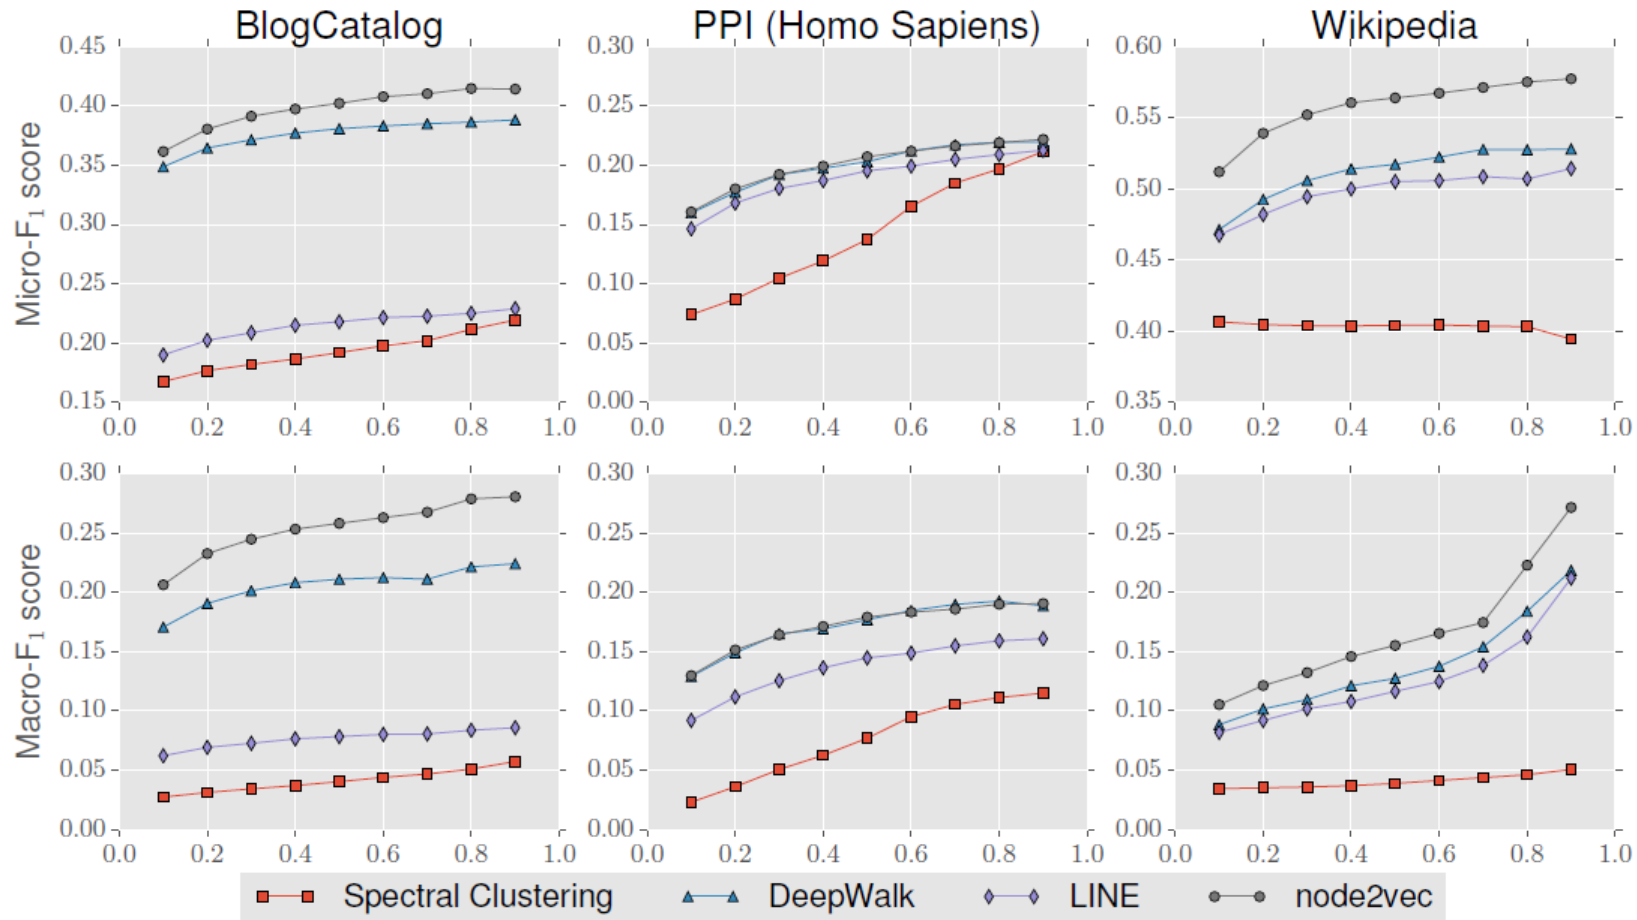 BlogCatalog PPI (Homo Sapiens) Wikipedia
0.45 0.30 0.60
0.40 0.25 0.55
0.35 0.20 0.50
0.30 0.15 0.45
0.25 0.10 0.40
0.20 0.05 0.35
0.15 0.00
Micro-F₁ score
0.0 0.2 0.4 0.6 0.8 1.0 0.0 0.2 0.4 0.6 0.8 1.0 0.0 0.2 0.4 0.6 0.8 1.0
0.30 0.30 0.30
0.25 0.25 0.25
0.20 0.20 0.20
0.15 0.15 0.15
0.10 0.10 0.10
0.05 0.05 0.05
0.00 0.00 0.00
Macro-F₁ score
0.0 0.2 0.4 0.6 0.8 1.0 0.0 0.2 0.4 0.6 0.8 1.0 0.0 0.2 0.4 0.6 0.8 1.0
Spectral Clustering DeepWalk LINE node2vec